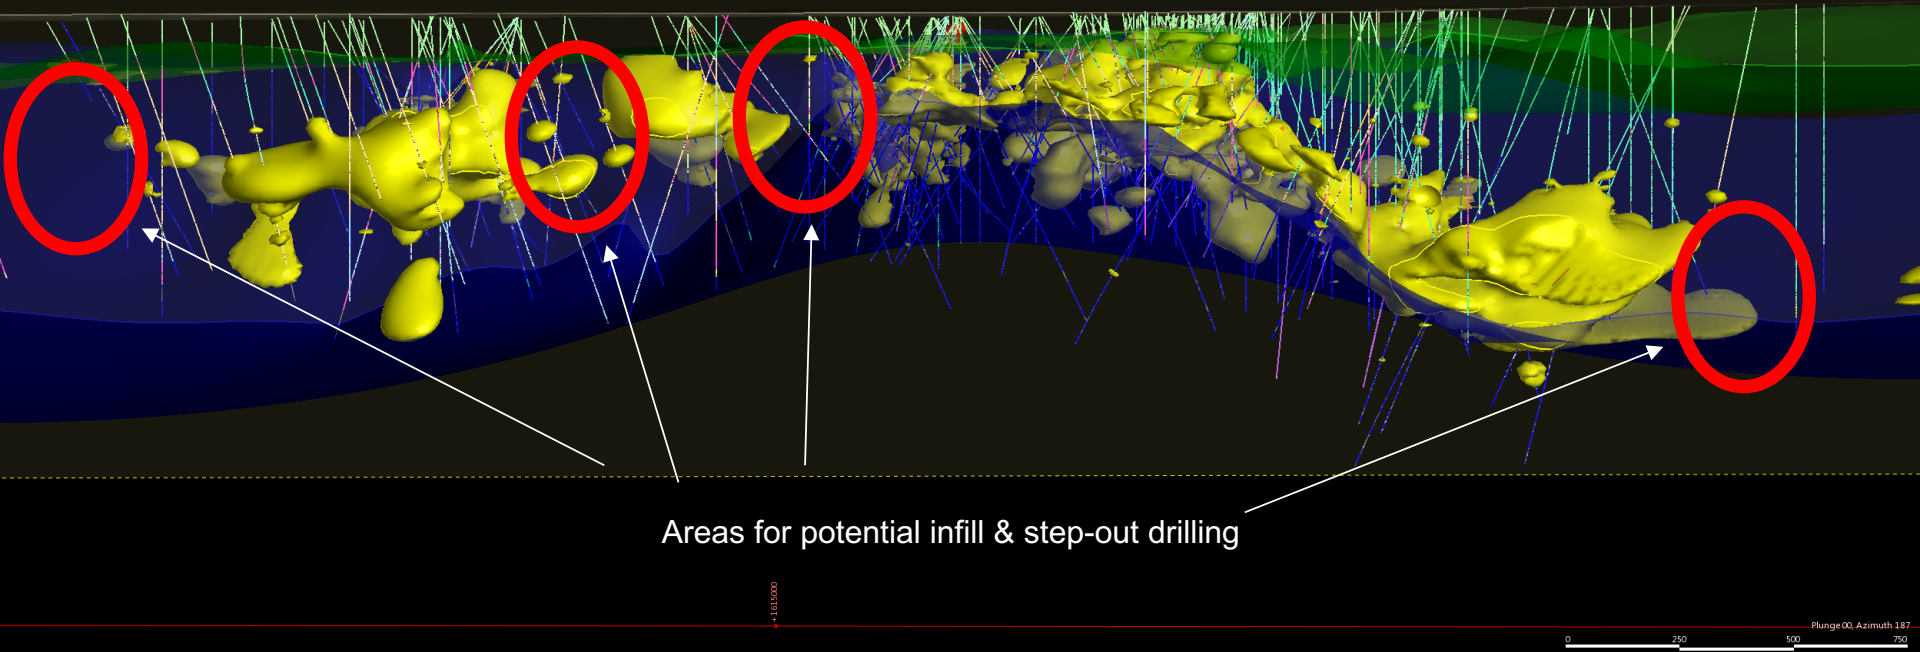 Areas for potential infill & step-out drilling
+1615000
Plunge 00, Azimuth 187
0 250 500 750